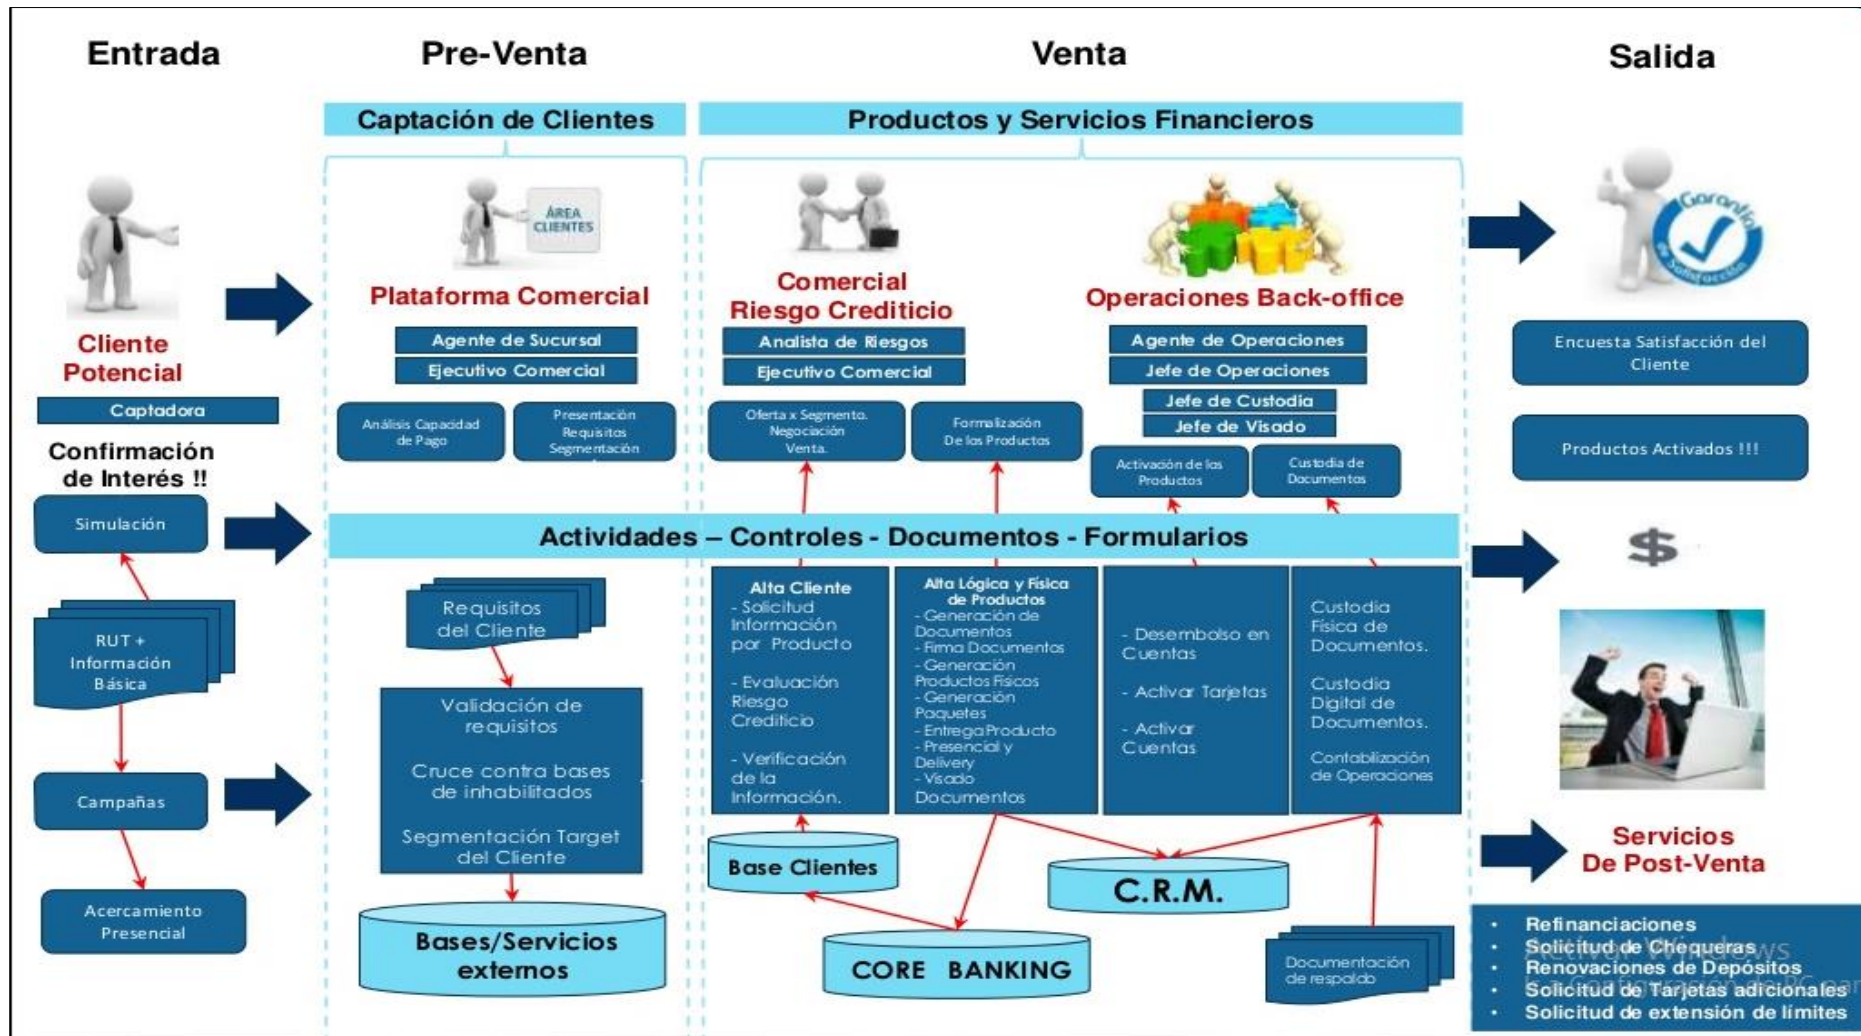 Entrada
Pre-Venta
Venta
Salida
Captación de Clientes
Productos y Servicios Financieros
ÁREA
CLIENTES
Garantía
de Satisfacción
Cliente
Potencial
Captadora
Confirmación
de Interés !!
Simulación
RUT +
Información
Básica
Campañas
Acercamiento
Presencial
Plataforma Comercial
Agente de Sucursal
Ejecutivo Comercial
Análisis Capacidad
de Pago
Presentación
Requisitos
Segmentación
Comercial
Riesgo Crediticio
Analista de Riesgos
Ejecutivo Comercial
Oferta x Segmento.
Negociación
Venta.
Formalización
De los Productos
Operaciones Back-office
Agente de Operaciones
Jefe de Operaciones
Jefe de Custodia
Jefe de Visado
Activación de los
Productos
Custodia de
Documentos
Encuesta Satisfacción del
Cliente
Productos Activados !!!
Actividades – Controles - Documentos - Formularios
$
Requisitos
del Cliente
Validación de
requisitos
Cruce contra bases
de inhabilitados
Segmentación Target
del Cliente
Bases/Servicios
externos
Alta Cliente
- Solicitud
Información
por Producto
- Evaluación
Riesgo
Crediticio
- Verificación
de la
Información.
Alta Lógica y Física
de Productos
- Generación de
Documentos
- Firma Documentos
- Generación
Productos Físicos
- Generación
Paquetes
- Entrega Producto
- Presencial y
Delivery
- Visado
Documentos
- Desembolso en
Cuentas
- Activar Tarjetas
- Activar
Cuentas
Custodia
Física de
Documentos.
Custodia
Digital de
Documentos.
Contabilización
de Operaciones
Base Clientes
C.R.M.
CORE BANKING
Documentación
de respaldo
Servicios
De Post-Venta
• Refinanciaciones
• Solicitud de Chequeras
• Renovaciones de Depósitos
• Solicitud de Tarjetas adicionales
• Solicitud de extensión de límites
Activar Windows
Configuración de PC par